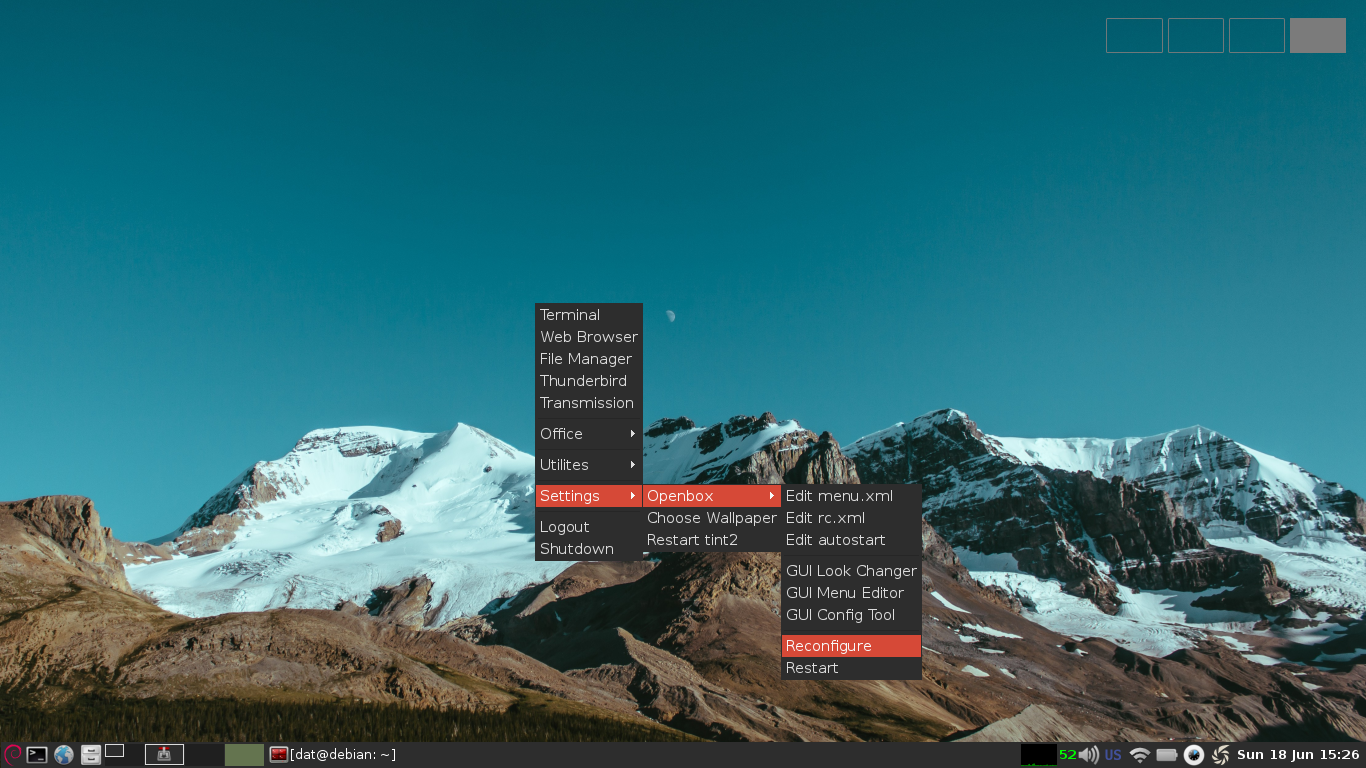 Terminal
Web Browser
File Manager
Thunderbird
Transmission
Office
Utilites
Settings
Logout
Shutdown
Openbox
Choose Wallpaper
Restart tint2
Edit menu.xml
Edit rc.xml
Edit autostart
GUI Look Changer
GUI Menu Editor
GUI Config Tool
Reconfigure
Restart
[dat@debian: ~]
52
US
Sun 18 Jun 15:26